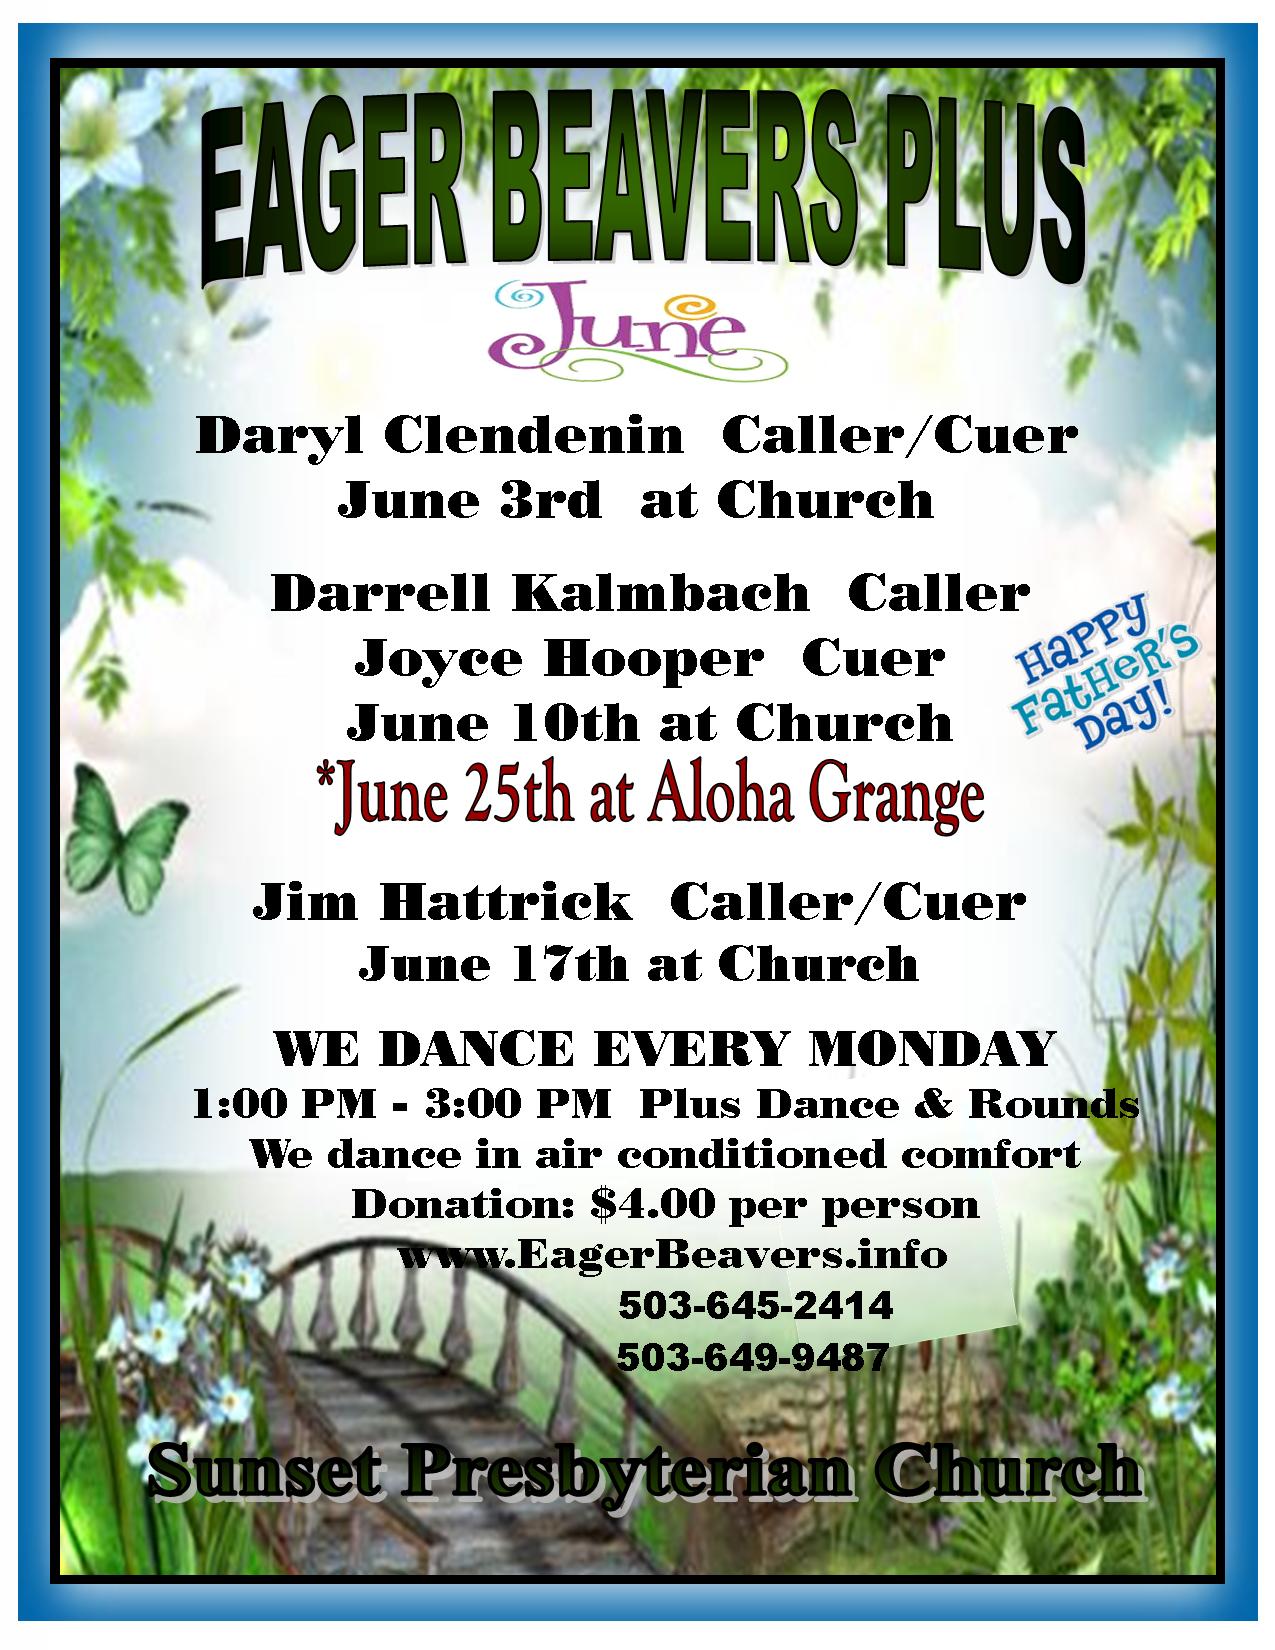 EAGER BEAVERS PLUS
June
Daryl Clendenin  Caller/Cuer
June 3rd  at Church
Darrell Kalmbach  Caller
Joyce Hooper  Cuer
June 10th at Church
HAPPY
FATHER'S
DAY!
*June 25th at Aloha Grange
Jim Hattrick  Caller/Cuer
June 17th at Church
WE DANCE EVERY MONDAY
1:00 PM - 3:00 PM  Plus Dance & Rounds
We dance in air conditioned comfort
Donation: $4.00 per person
www.EagerBeavers.info
503-645-2414
503-649-9487
Sunset Presbyterian Church